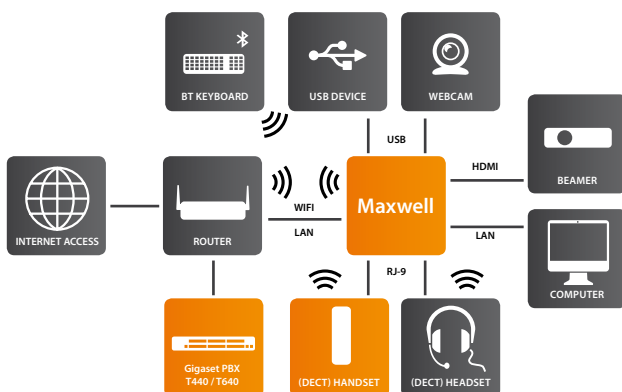 BT KEYBOARD
USB DEVICE
WEBCAM
USB
HDMI
BEAMER
INTERNET ACCESS
ROUTER
WIFI
LAN
Maxwell
LAN
COMPUTER
RJ-9
Gigaset PBX
T440 / T640
(DECT) HANDSET
(DECT) HEADSET